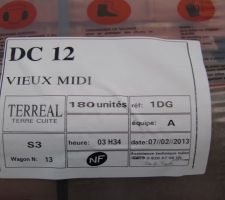 DC 12
VIEUX MIDI
TERREAL
TERRE CUITE
180 unités
réf: 1DG
équipe: A
S3
heure: 03 H34
date: 07/02/2013
Wagon N: 13
NF